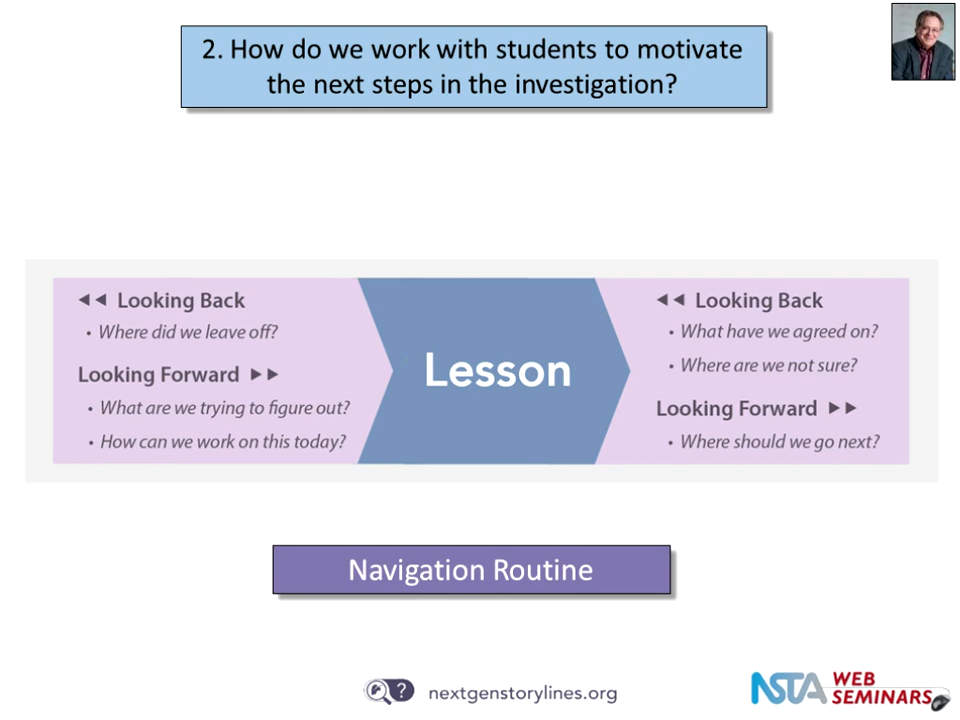 2. How do we work with students to motivate
the next steps in the investigation?
◄◄ Looking Back
• Where did we leave off?
Looking Forward ►►
• What are we trying to figure out?
• How can we work on this today?
Lesson
◄◄ Looking Back
• What have we agreed on?
• Where are we not sure?
Looking Forward ►►
• Where should we go next?
Navigation Routine
?
nextgenstorylines.org
NSTA
WEB
SEMINARS